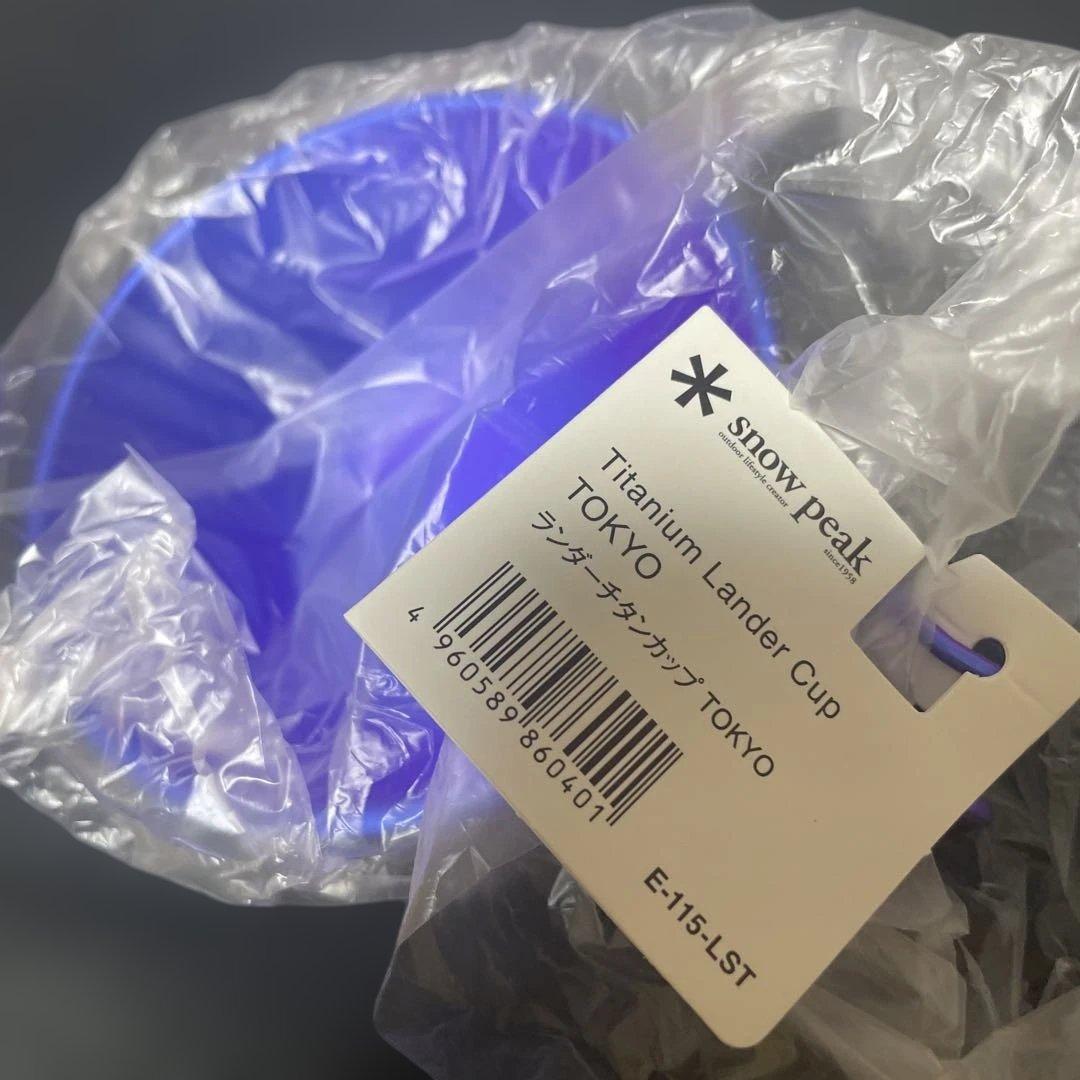 snow peak
outdoor lifestyle creator
since1958
Titanium Lander Cup
TOKYO
ランダーチタンカップ TOKYO
4 960589 860401
E-115-LST